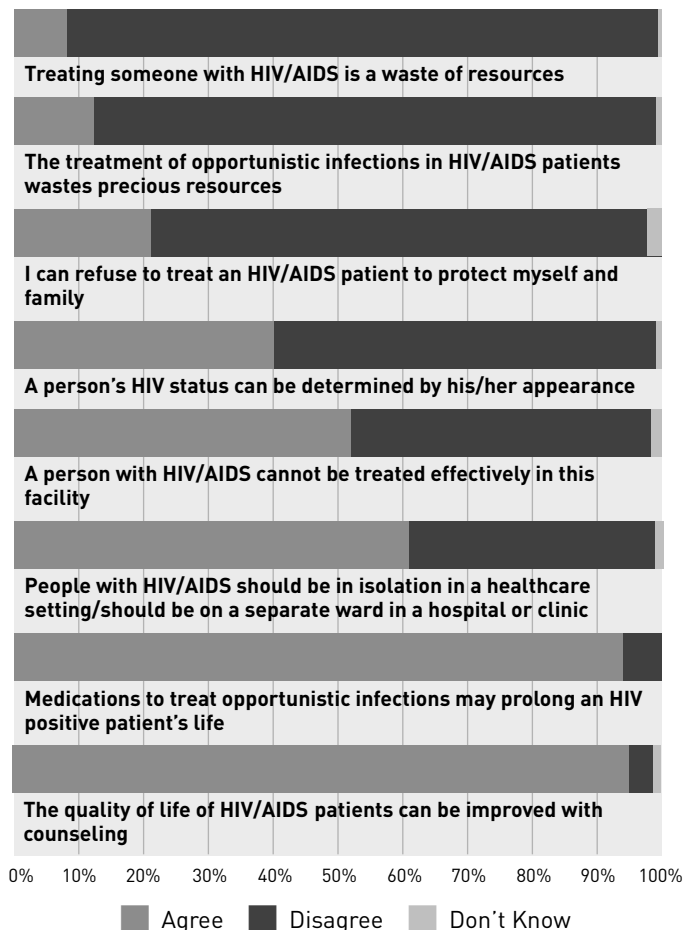 Treating someone with HIV/AIDS is a waste of resources
The treatment of opportunistic infections in HIV/AIDS patients
wastes precious resources
I can refuse to treat an HIV/AIDS patient to protect myself and
family
A person's HIV status can be determined by his/her appearance
A person with HIV/AIDS cannot be treated effectively in this
facility
People with HIV/AIDS should be in isolation in a healthcare
setting/should be on a separate ward in a hospital or clinic
Medications to treat opportunistic infections may prolong an HIV
positive patient's life
The quality of life of HIV/AIDS patients can be improved with
counseling
0% 10% 20% 30% 40% 50% 60% 70% 80% 90% 100%
Agree Disagree Don't Know